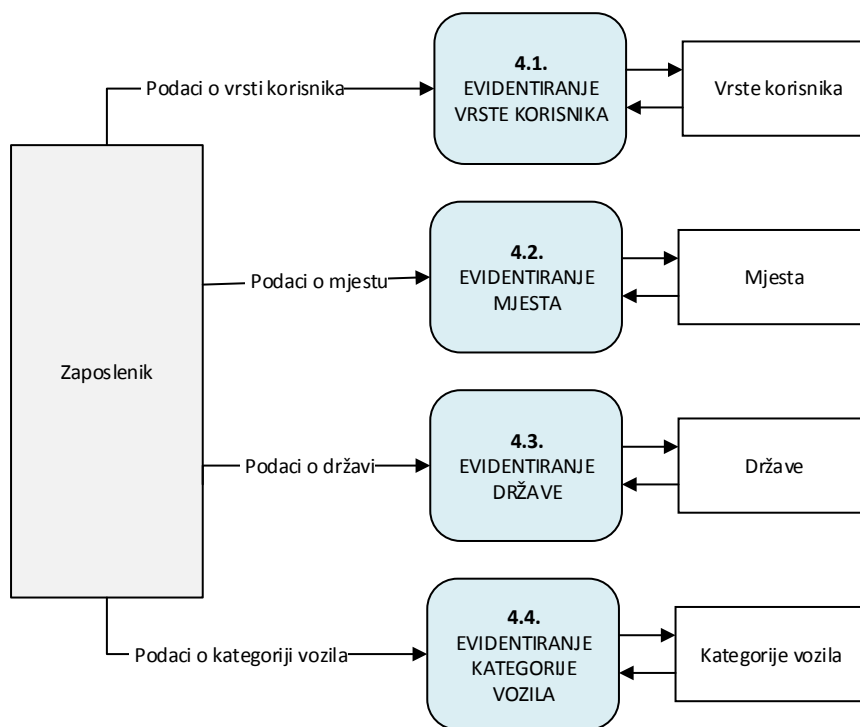 4.1.
EVIDENTIRANJE
VRSTE KORISNIKA
Podaci o vrsti korisnika
Vrste korisnika
4.2.
EVIDENTIRANJE
MJESTA
Podaci o mjestu
Mjesta
Zaposlenik
4.3.
EVIDENTIRANJE
DRŽAVE
Podaci o državi
Države
4.4.
EVIDENTIRANJE
KATEGORIJE
VOZILA
Podaci o kategoriji vozila
Kategorije vozila